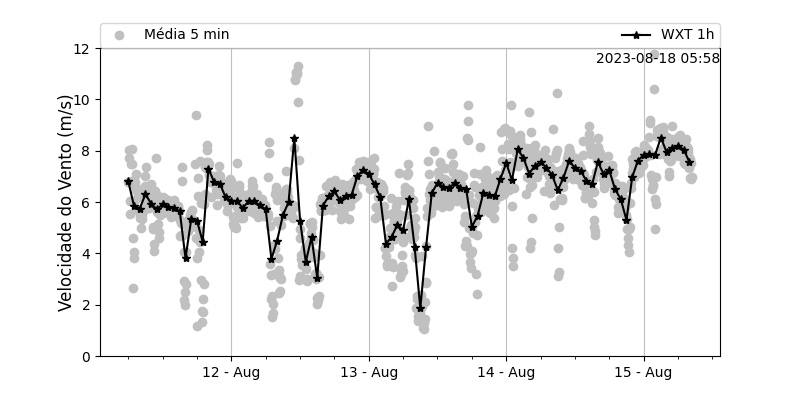 Média 5 min
WXT 1h
2023-08-18 05:58
Velocidade do Vento (m/s)
12
10
8
6
4
2
0
12 - Aug
13 - Aug
14 - Aug
15 - Aug